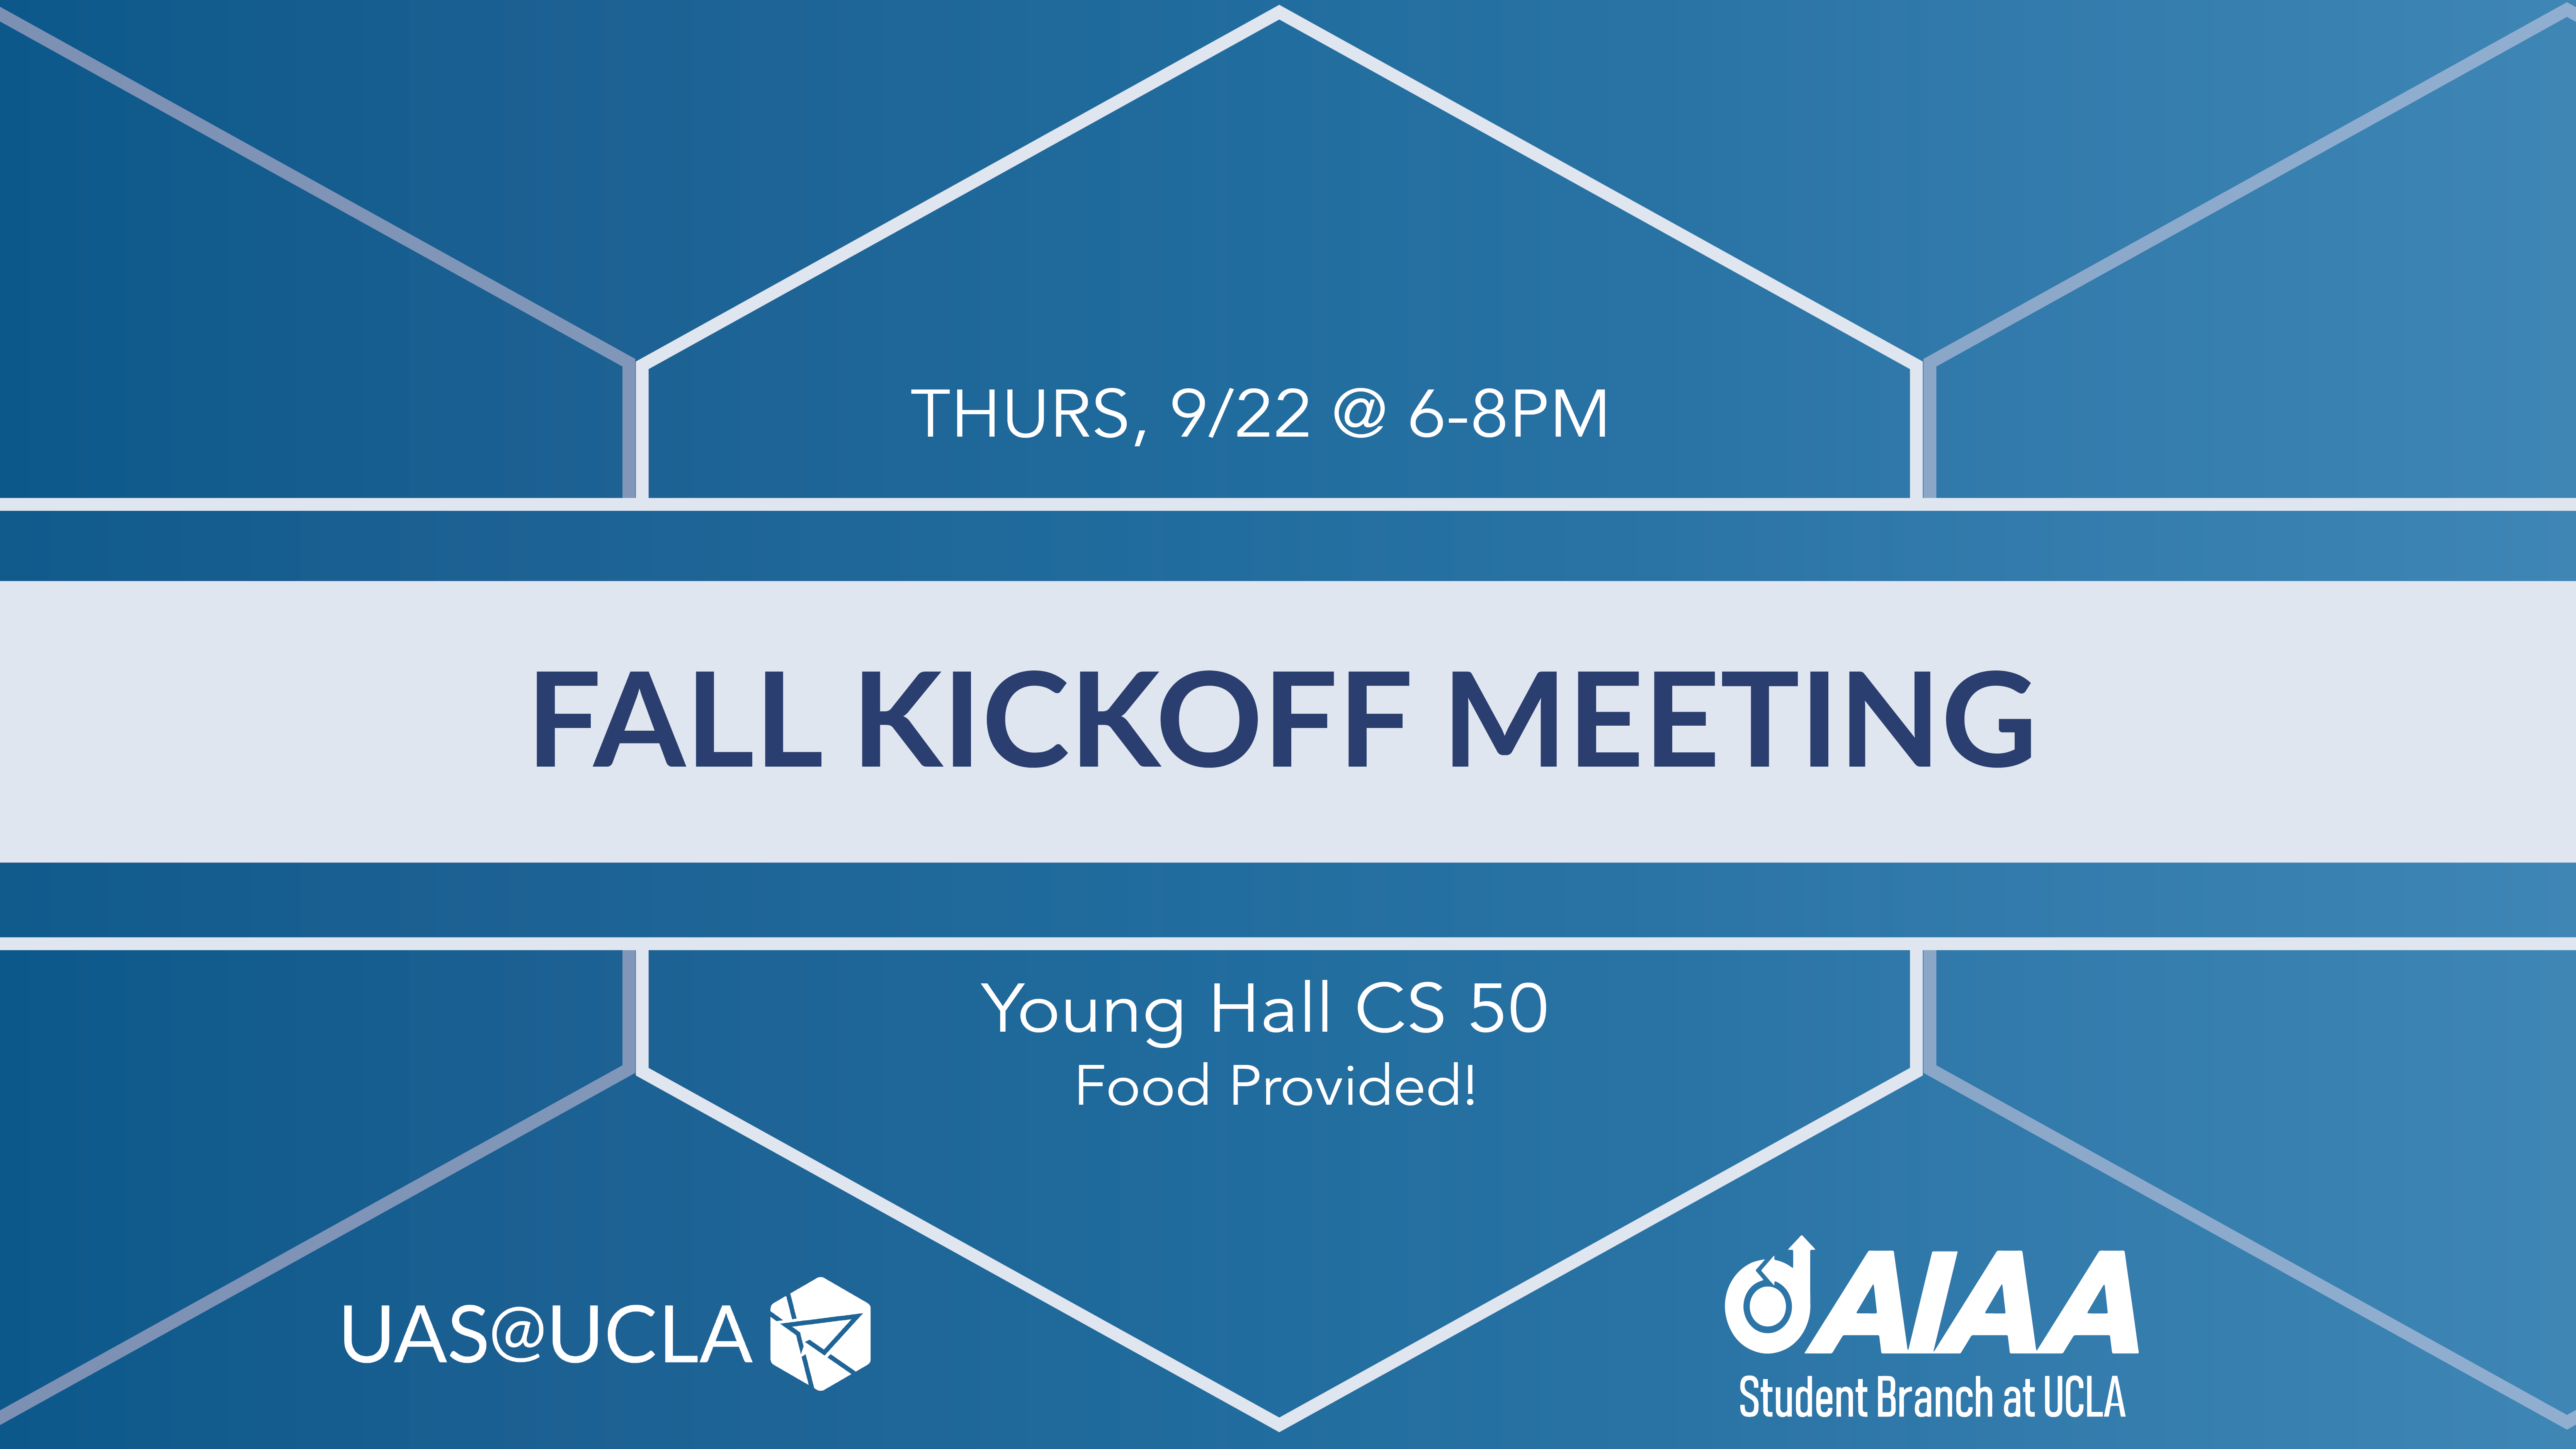 THURS, 9/22 @ 6-8PM
FALL KICKOFF MEETING
Young Hall CS 50
Food Provided!
UAS@UCLA
AIAA
Student Branch at UCLA